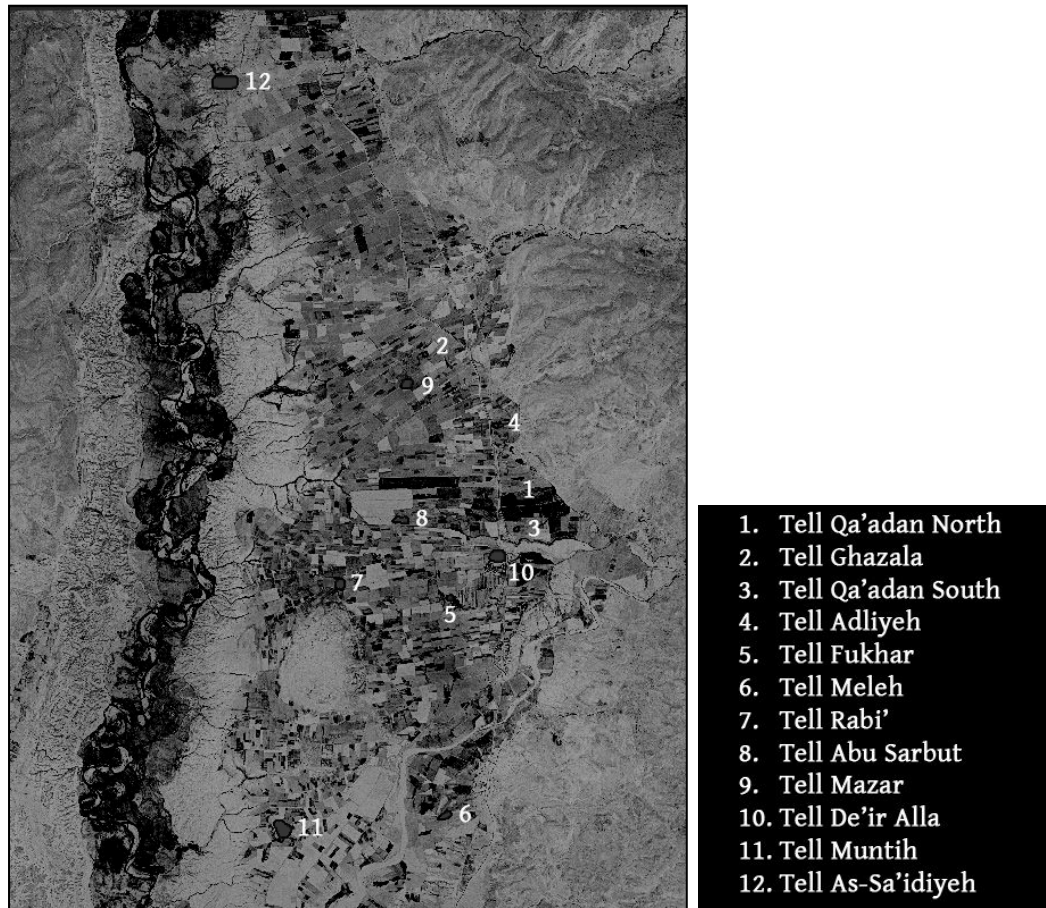 12
2
9
4
1
8
3
10
7
5
6
11
1. Tell Qa’adan North
2. Tell Ghazala
3. Tell Qa’adan South
4. Tell Adliyeh
5. Tell Fukhar
6. Tell Meleh
7. Tell Rabi’
8. Tell Abu Sarbut
9. Tell Mazar
10. Tell De’ir Alla
11. Tell Muntih
12. Tell As-Sa’idiyeh